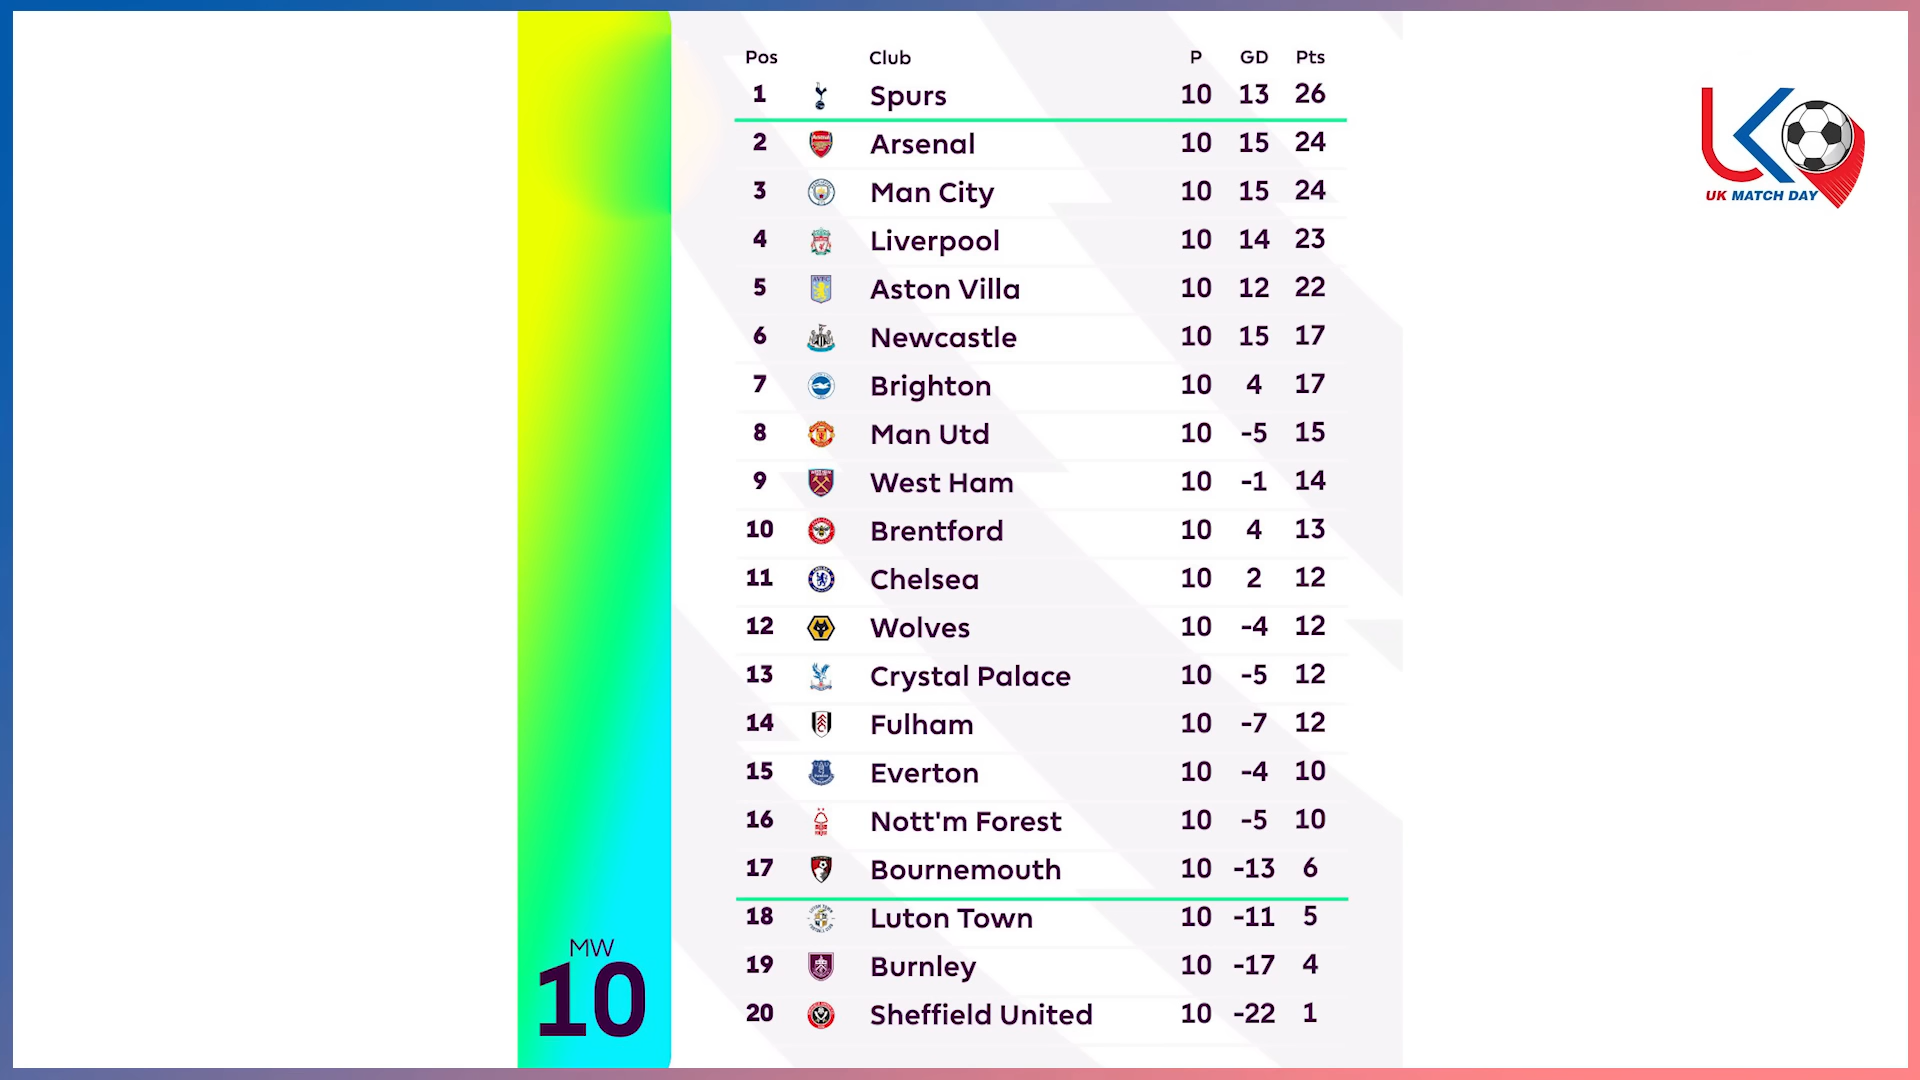 Pos Club P GD Pts
1 Spurs 10 13 26
2 Arsenal 10 15 24
3 Man City 10 15 24
4 Liverpool 10 14 23
5 Aston Villa 10 12 22
6 Newcastle 10 15 17
7 Brighton 10 4 17
8 Man Utd 10 -5 15
9 West Ham 10 -1 14
10 Brentford 10 4 13
11 Chelsea 10 2 12
12 Wolves 10 -4 12
13 Crystal Palace 10 -5 12
14 Fulham 10 -7 12
15 Everton 10 -4 10
16 Nott'm Forest 10 -5 10
17 Bournemouth 10 -13 6
18 Luton Town 10 -11 5
19 Burnley 10 -17 4
20 Sheffield United 10 -22 1
MW
10
UK
UK MATCH DAY